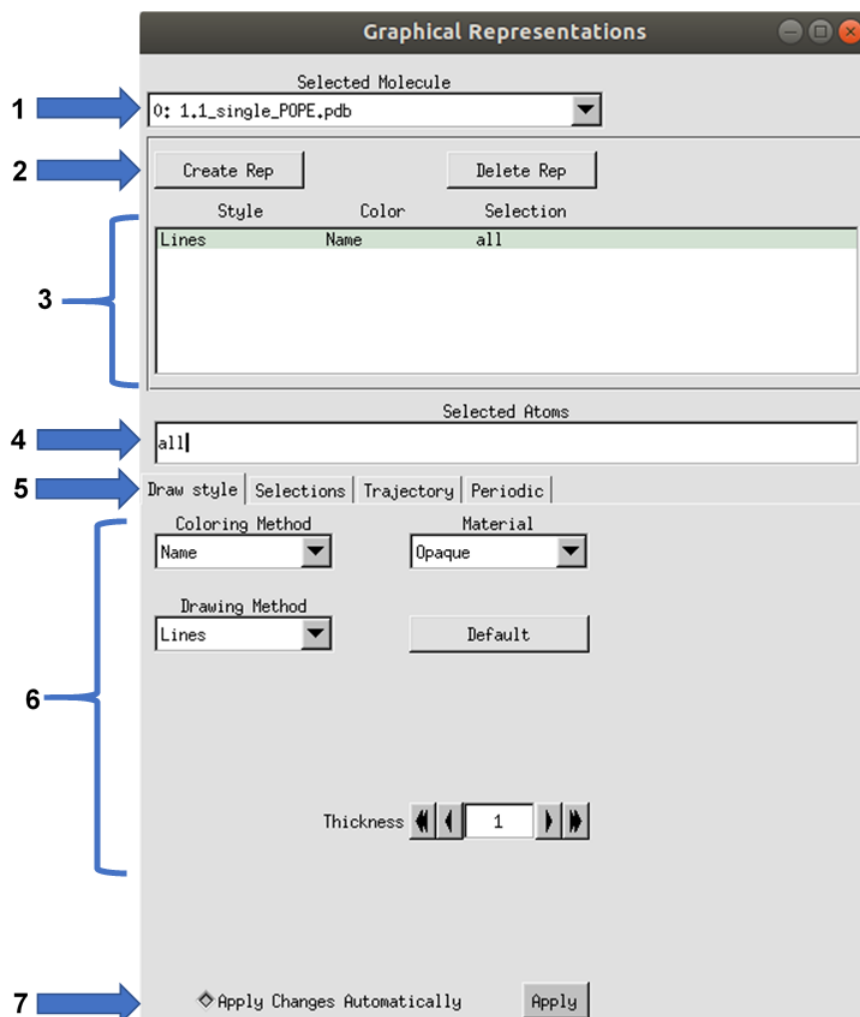 Graphical Representations
Selected Molecule
1 0: 1.1_single_POPE.pdb
2 Create Rep Delete Rep
Style Color Selection
Lines Name all
3
Selected Atoms
4 all
5 Draw style Selections Trajectory Periodic
Coloring Method Material
Name Opaque
Drawing Method
Lines Default
6
Thickness 1
7 Apply Changes Automatically Apply